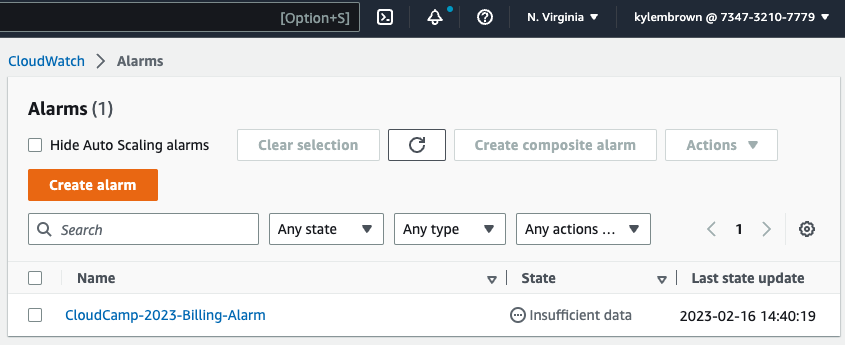 [Option+S] N. Virginia kylembrown @ 7347-3210-7779
CloudWatch Alarms
Alarms (1)
Hide Auto Scaling alarms Clear selection Create composite alarm Actions
Create alarm
Search Any state Any type Any actions ... 1
Name State Last state update
CloudCamp-2023-Billing-Alarm Insufficient data 2023-02-16 14:40:19